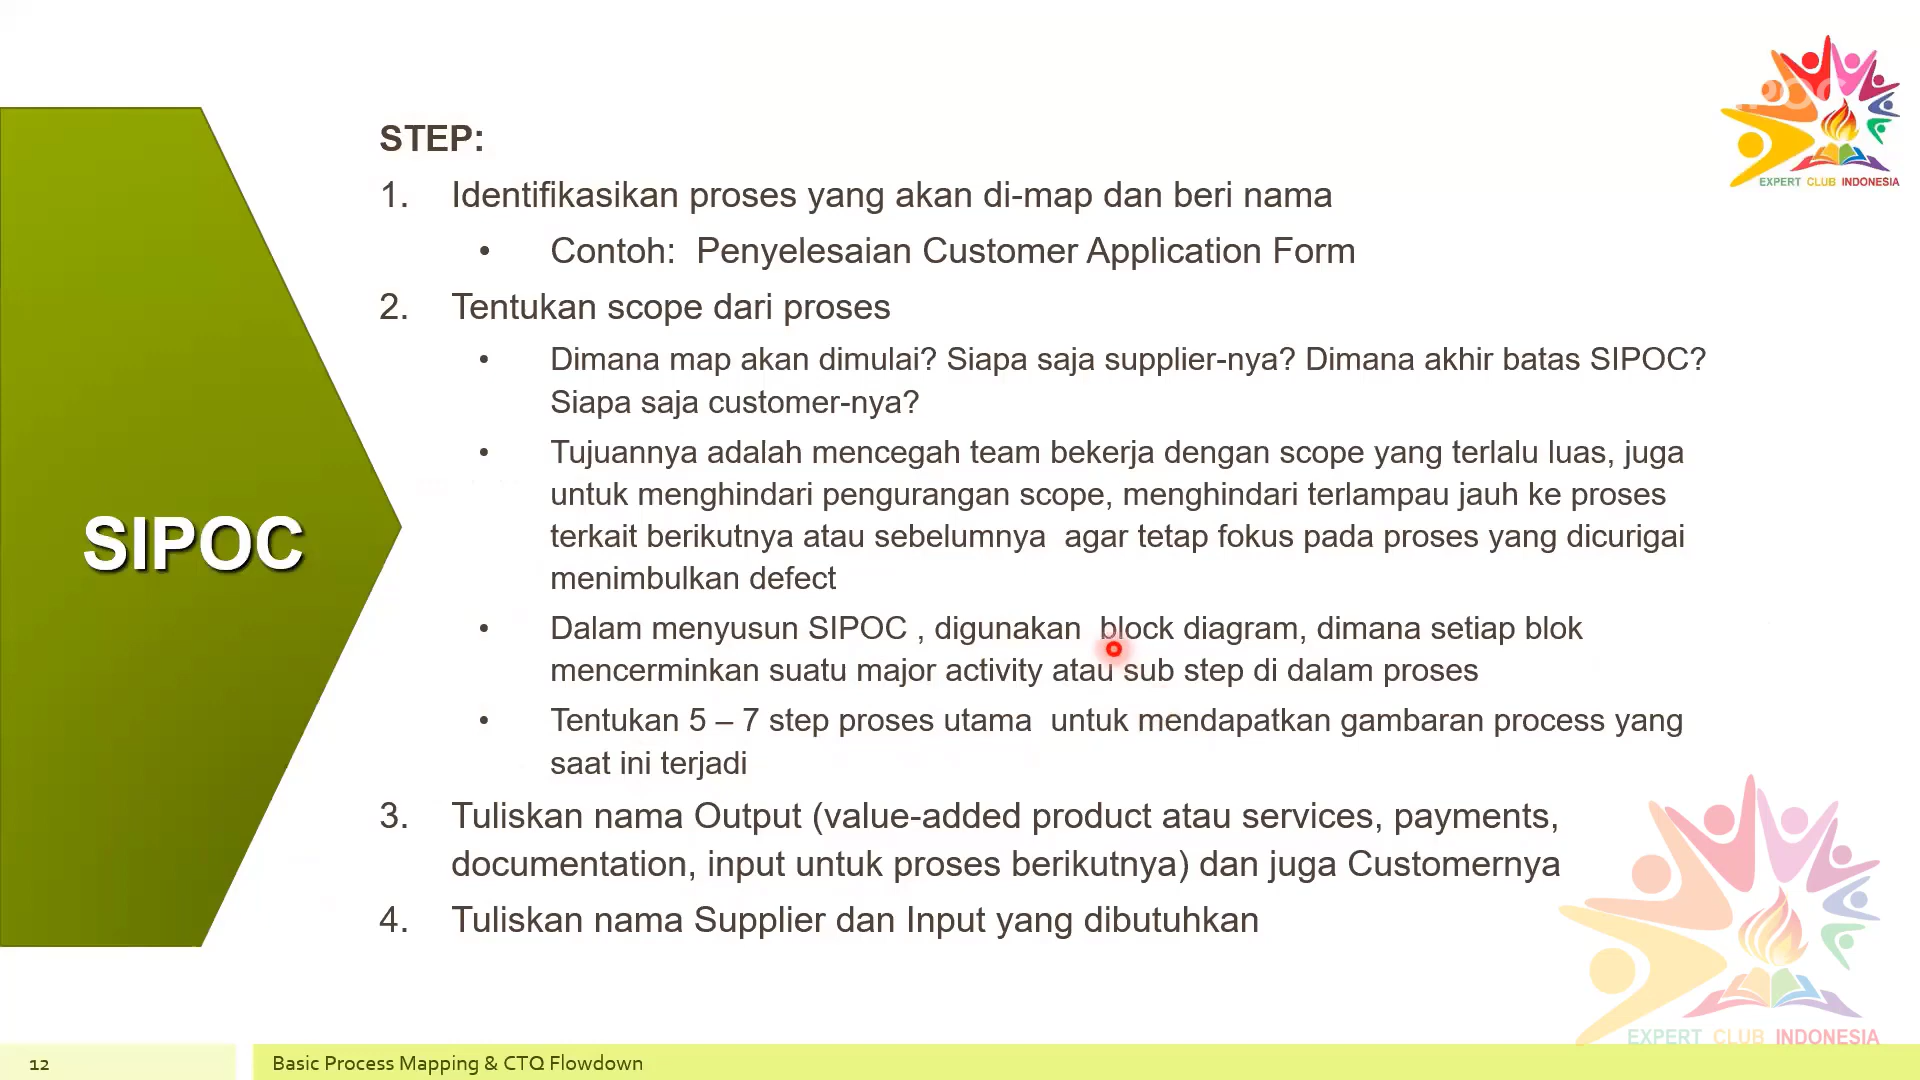 STEP:
1. Identifikasikan proses yang akan di-map dan beri nama
• Contoh: Penyelesaian Customer Application Form
2. Tentukan scope dari proses
• Dimana map akan dimulai? Siapa saja supplier-nya? Dimana akhir batas SIPOC?
Siapa saja customer-nya?
• Tujuannya adalah mencegah team bekerja dengan scope yang terlalu luas, juga
untuk menghindari pengurangan scope, menghindari terlampau jauh ke proses
terkait berikutnya atau sebelumnya agar tetap fokus pada proses yang dicurigai
menimbulkan defect
• Dalam menyusun SIPOC , digunakan block diagram, dimana setiap blok
mencerminkan suatu major activity atau sub step di dalam proses
• Tentukan 5 – 7 step proses utama untuk mendapatkan gambaran process yang
saat ini terjadi
3. Tuliskan nama Output (value-added product atau services, payments,
documentation, input untuk proses berikutnya) dan juga Customernya
4. Tuliskan nama Supplier dan Input yang dibutuhkan
SIPOC
EXPERT CLUB INDONESIA
EXPERT CLUB INDONESIA
12
Basic Process Mapping & CTQ Flowdown